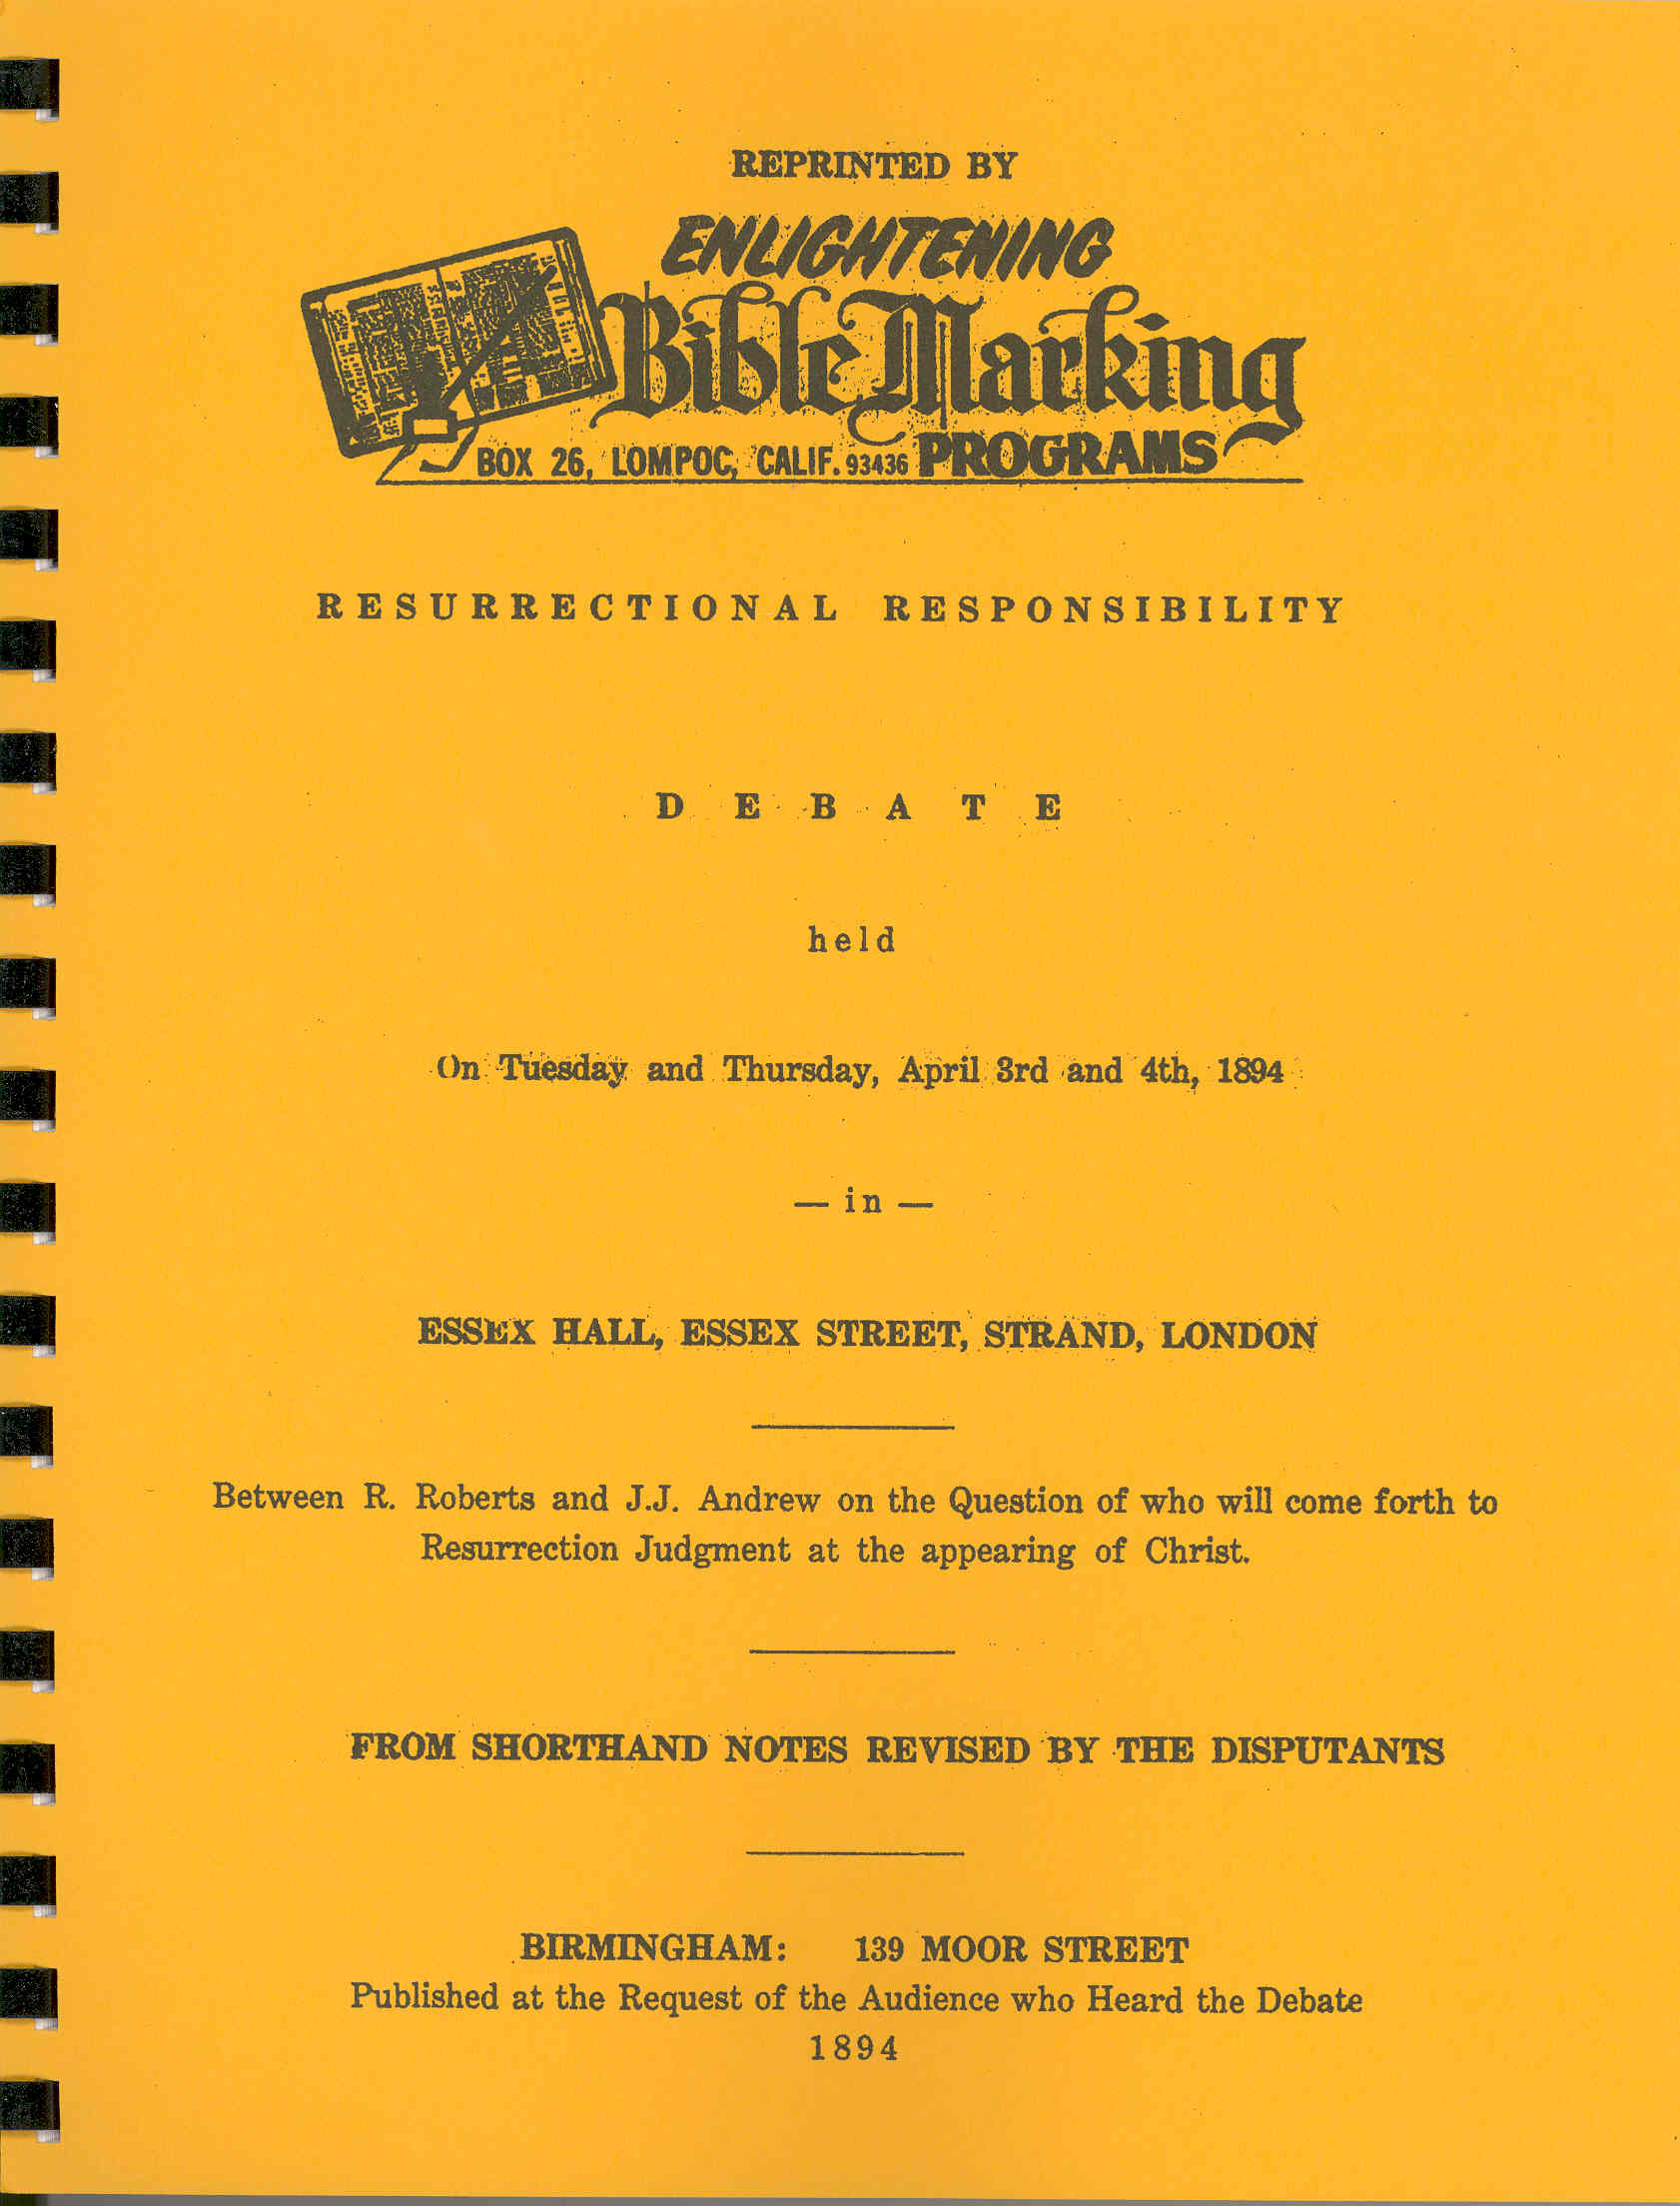 REPRINTED BY
ENLIGHTENING
Bible Marking
BOX 26, LOMPOC, CALIF. 93436 PROGRAMS
RESURRECTIONAL RESPONSIBILITY
DEBATE
held
On Tuesday and Thursday, April 3rd and 4th, 1894
— in —
ESSEX HALL, ESSEX STREET, STRAND, LONDON
Between R. Roberts and J.J. Andrew on the Question of who will come forth to
Resurrection Judgment at the appearing of Christ.
FROM SHORTHAND NOTES REVISED BY THE DISPUTANTS
BIRMINGHAM: 139 MOOR STREET
Published at the Request of the Audience who Heard the Debate
1894